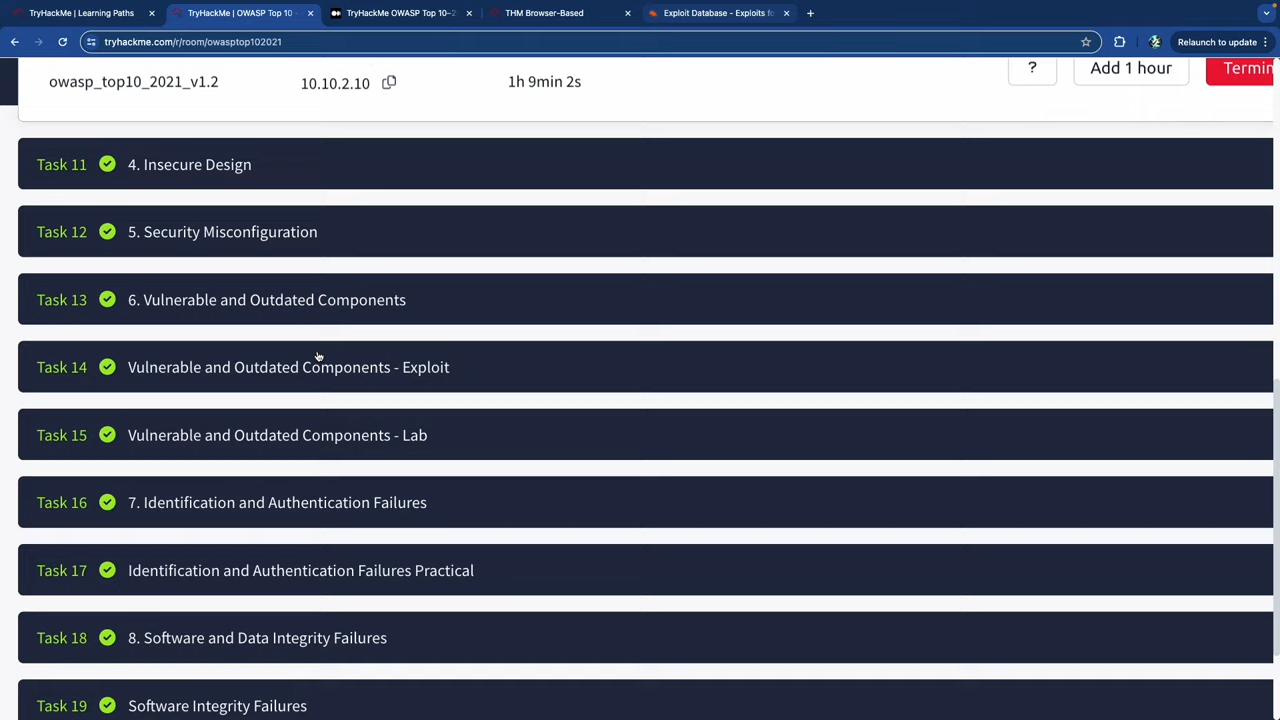 TryHackMe | Learning Paths
TryHackMe | OWASP Top 10 -
TryHackMe OWASP Top 10–2
THM Browser-Based
Exploit Database - Exploits fo
tryhackme.com/r/room/owasptop102021
Relaunch to update
owasp_top10_2021_v1.2
10.10.2.10
1h 9min 2s
?
Add 1 hour
Termin
Task 11 4. Insecure Design
Task 12 5. Security Misconfiguration
Task 13 6. Vulnerable and Outdated Components
Task 14 Vulnerable and Outdated Components - Exploit
Task 15 Vulnerable and Outdated Components - Lab
Task 16 7. Identification and Authentication Failures
Task 17 Identification and Authentication Failures Practical
Task 18 8. Software and Data Integrity Failures
Task 19 Software Integrity Failures